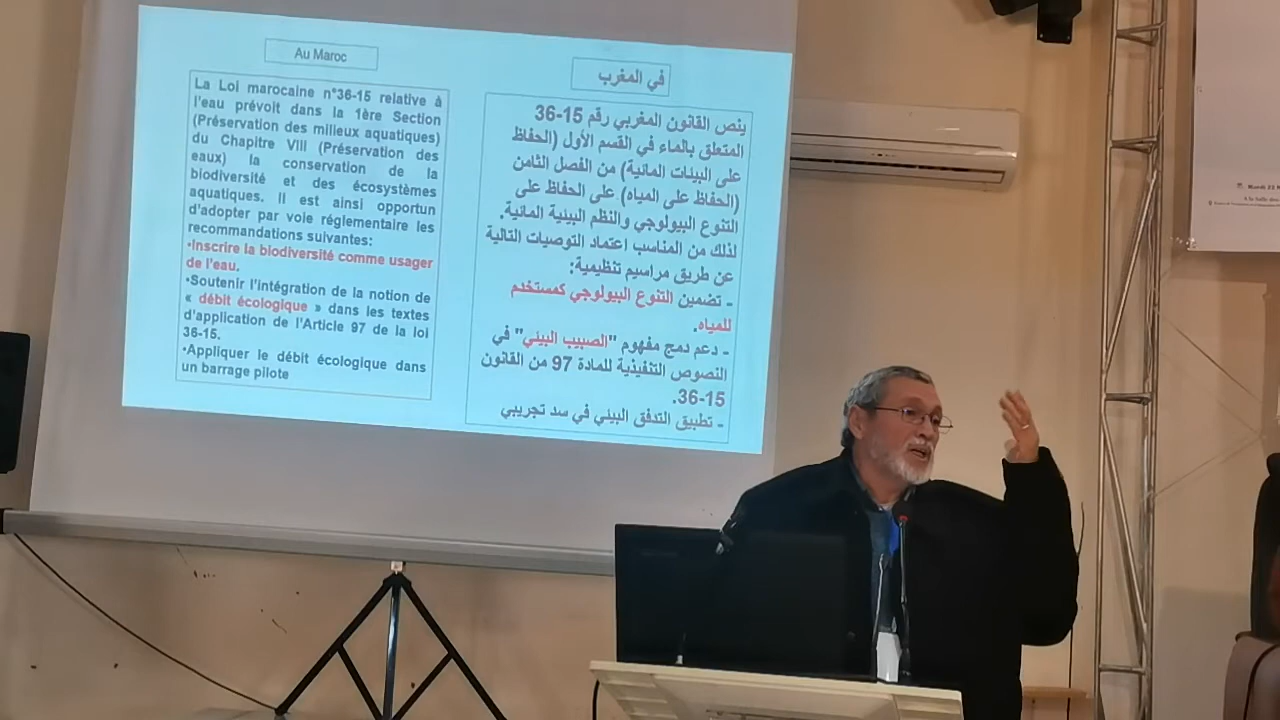 Au Maroc
La Loi marocaine n°36-15 relative à
l'eau prévoit dans la 1ère Section
(Préservation des milieux aquatiques)
du Chapitre VIII (Préservation des
eaux) la conservation de la
biodiversité et des écosystèmes
aquatiques. Il est ainsi opportun
d'adopter par voie réglementaire les
recommandations suivantes:
•Inscrire la biodiversité comme usager
de l'eau.
•Soutenir l'intégration de la notion de
« débit écologique » dans les textes
d'application de l'Article 97 de la loi
36-15.
•Appliquer le débit écologique dans
un barrage pilote
في المغرب
ينص القانون المغربي رقم 15-36
المتعلق بالماء في القسم الأول (الحفاظ
على البيئات المائية) من الفصل الثامن
(الحفاظ على المياه) على الحفاظ على
التنوع البيولوجي والنظم البيئية المائية.
لذلك من المناسب اعتماد التوصيات التالية
عن طريق مراسيم تنظيمية:
- تضمين التنوع البيولوجي كمستخدم
للمياه.
- دعم دمج مفهوم "الصبيب البيئي" في
النصوص التنفيذية للمادة 97 من القانون
36-15.
- تطبيق التدفق البيئي في سد تجريبي